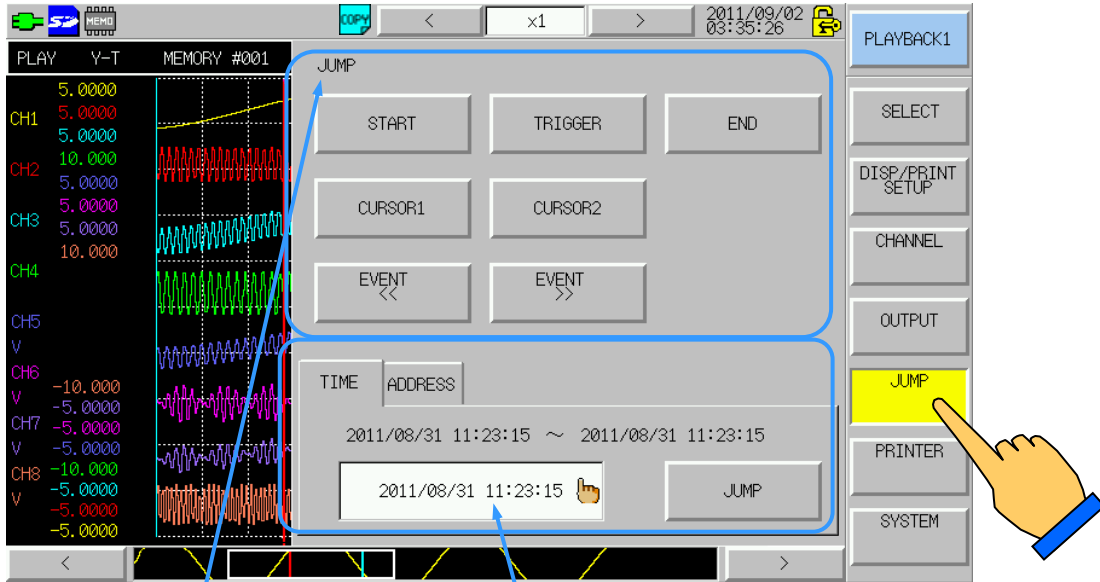 SD MEMO COPY < ×1 > 2011/09/02
03:35:26
PLAYBACK1
PLAY Y-T MEMORY #001
JUMP
START TRIGGER END
CURSOR1 CURSOR2
EVENT
<<
EVENT
>>
TIME ADDRESS
2011/08/31 11:23:15 ~ 2011/08/31 11:23:15
2011/08/31 11:23:15
JUMP
5.0000
CH1 5.0000
5.0000
10.000
CH2
5.0000
5.0000
CH3 5.0000
10.000
CH4
CH5
V
CH6
-10.000
V
-5.0000
CH7 -5.0000
V -5.0000
CH8 -10.000
V -5.0000
-5.0000
-5.0000
SELECT
DISP/PRINT
SETUP
CHANNEL
OUTPUT
JUMP
PRINTER
SYSTEM
< >